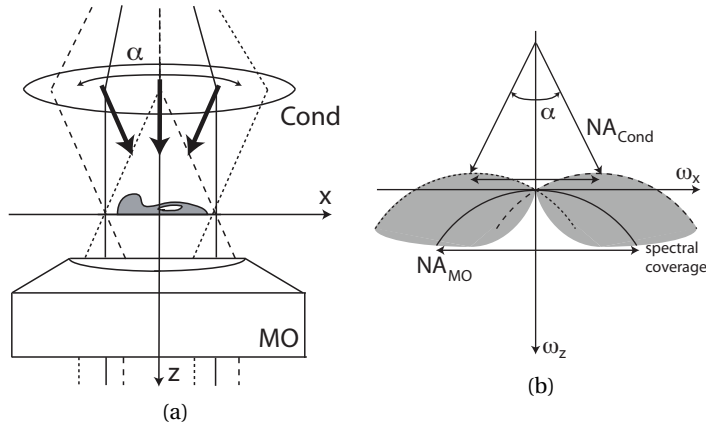 α
Cond
x
MO
z
(a)
α
NA_Cond
ω_x
NA_MO
spectral
coverage
ω_z
(b)